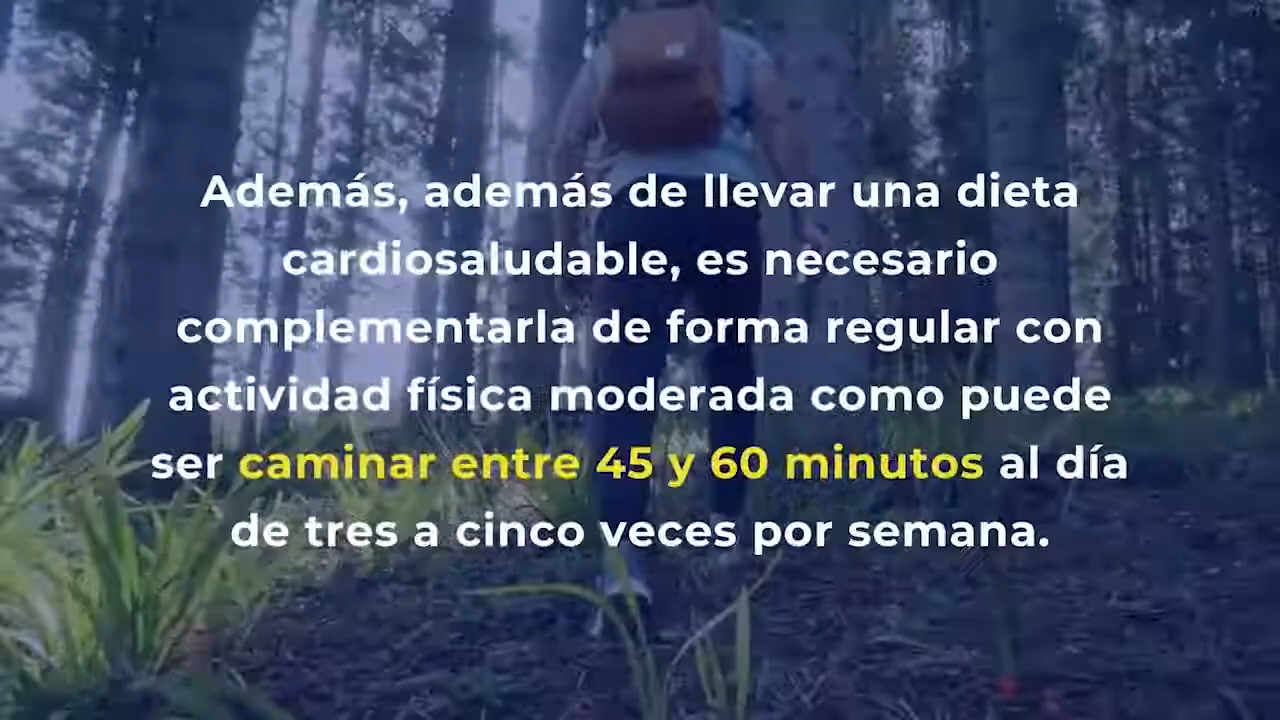 Además, además de llevar una dieta
cardiosaludable, es necesario
complementarla de forma regular con
actividad física moderada como puede
ser caminar entre 45 y 60 minutos al día
de tres a cinco veces por semana.